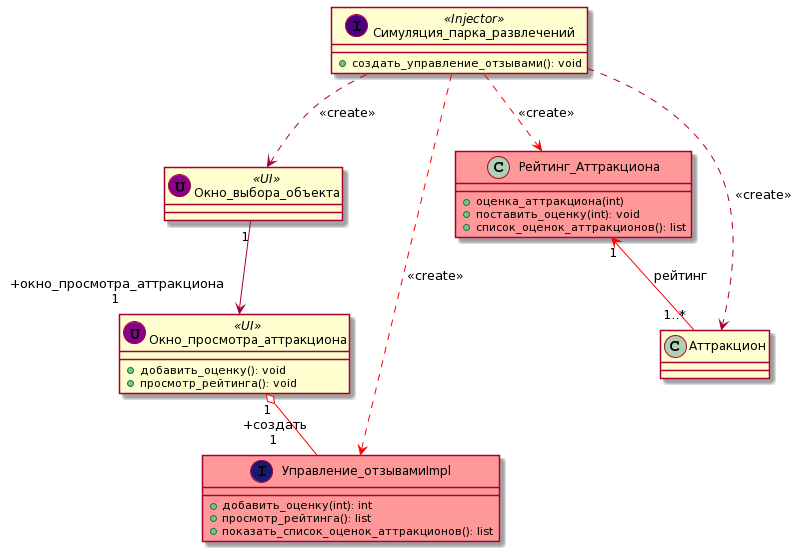 I
«Injector»
Симуляция_парка_развлечений
создать_управление_отзывами(): void
«create»
«create»
«create»
«create»
U
«UI»
Окно_выбора_объекта
C
Рейтинг_Аттракциона
оценка_аттракциона(int)
поставить_оценку(int): void
список_оценок_аттракционов(): list
1
+окно_просмотра_аттракциона
1
1
рейтинг
1..*
U
«UI»
Окно_просмотра_аттракциона
добавить_оценку(): void
просмотр_рейтинга(): void
C
Аттракцион
1
+создать
1
I
Управление_отзывамиImpl
добавить_оценку(int): int
просмотр_рейтинга(): list
показать_список_оценок_аттракционов(): list